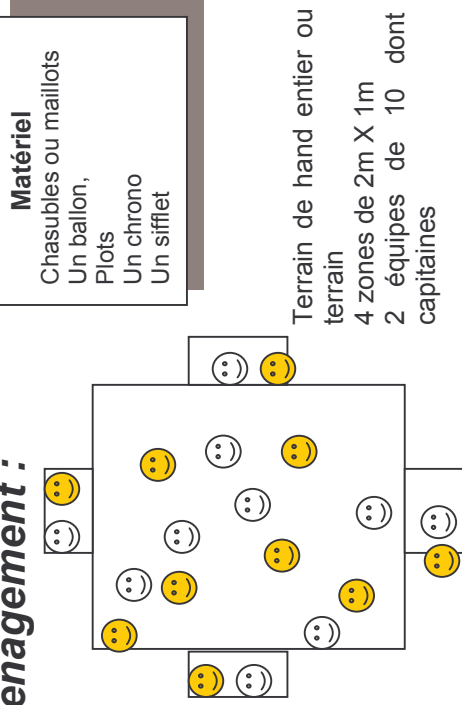 enagement :
Matériel
Chasubles ou maillots
Un ballon,
Plots
Un chrono
Un sifflet
Terrain de hand entier ou
terrain
4 zones de 2m X 1m
2 équipes de 10 dont
capitaines